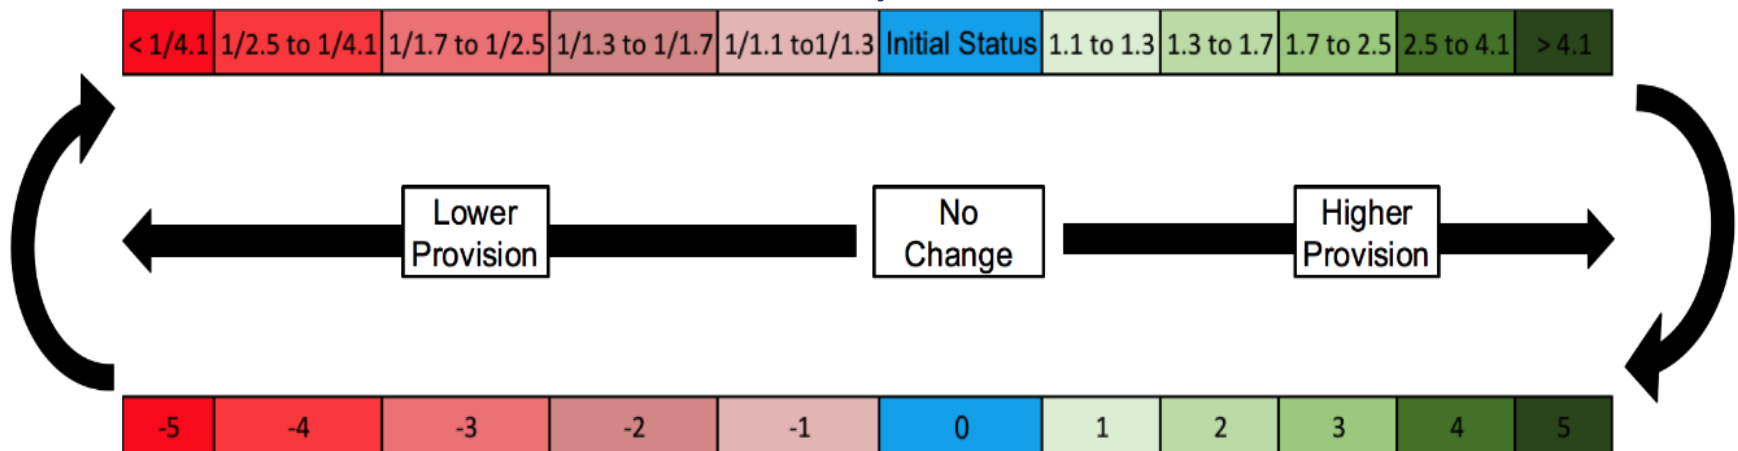 < 1/4.1 1/2.5 to 1/4.1 1/1.7 to 1/2.5 1/1.3 to 1/1.7 1/1.1 to1/1.3 Initial Status 1.1 to 1.3 1.3 to 1.7 1.7 to 2.5 2.5 to 4.1 > 4.1
Lower
Provision
No
Change
Higher
Provision
-5 -4 -3 -2 -1 0 1 2 3 4 5